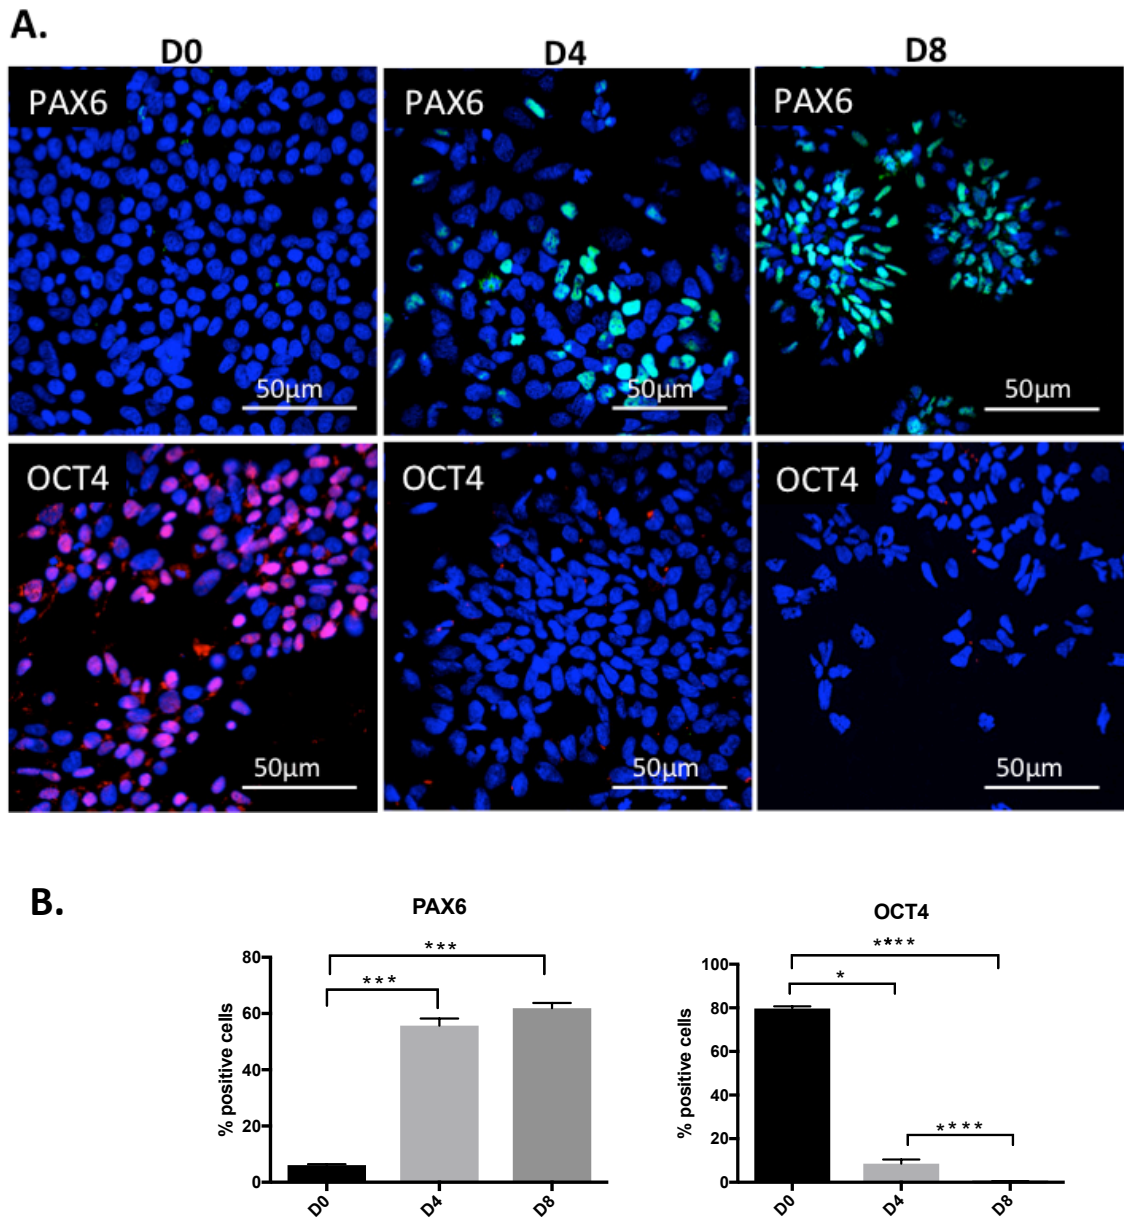 A.
D0 D4 D8
PAX6 PAX6 PAX6
50µm 50µm 50µm
OCT4 OCT4 OCT4
50µm 50µm 50µm
B.
PAX6
% positive cells
80
60
40
20
0
***
***
D0 D4 D8
OCT4
% positive cells
100
80
60
40
20
0
****
*
****
D0 D4 D8